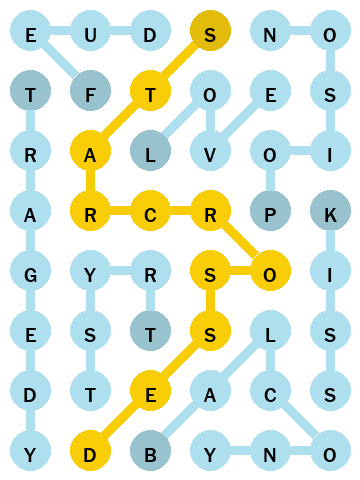 E U D S N O
T F T O E S
R A L V O I
A R C R P K
G Y R S O I
E S T S L S
D T E A C S
Y D B Y N O